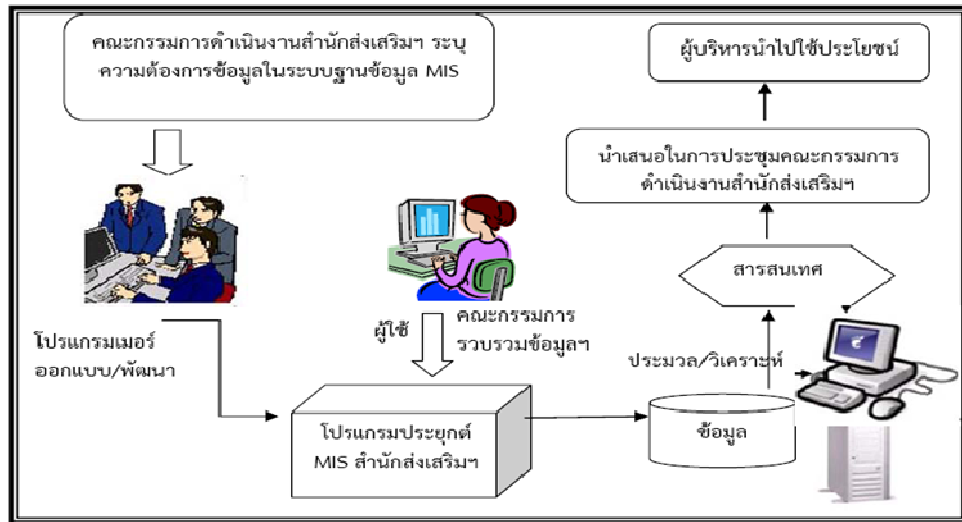 คณะกรรมการดำเนินงานสำนักส่งเสริมฯ ระบุ
ความต้องการข้อมูลในระบบฐานข้อมูล MIS
ผู้บริหารนำไปใช้ประโยชน์
นำเสนอในการประชุมคณะกรรมการ
ดำเนินงานสำนักส่งเสริมฯ
สารสนเทศ
โปรแกรมเมอร์
ออกแบบ/พัฒนา
ผู้ใช้
คณะกรรมการ
รวบรวมข้อมูลฯ
ประมวล/วิเคราะห์
โปรแกรมประยุกต์
MIS สำนักส่งเสริมฯ
ข้อมูล